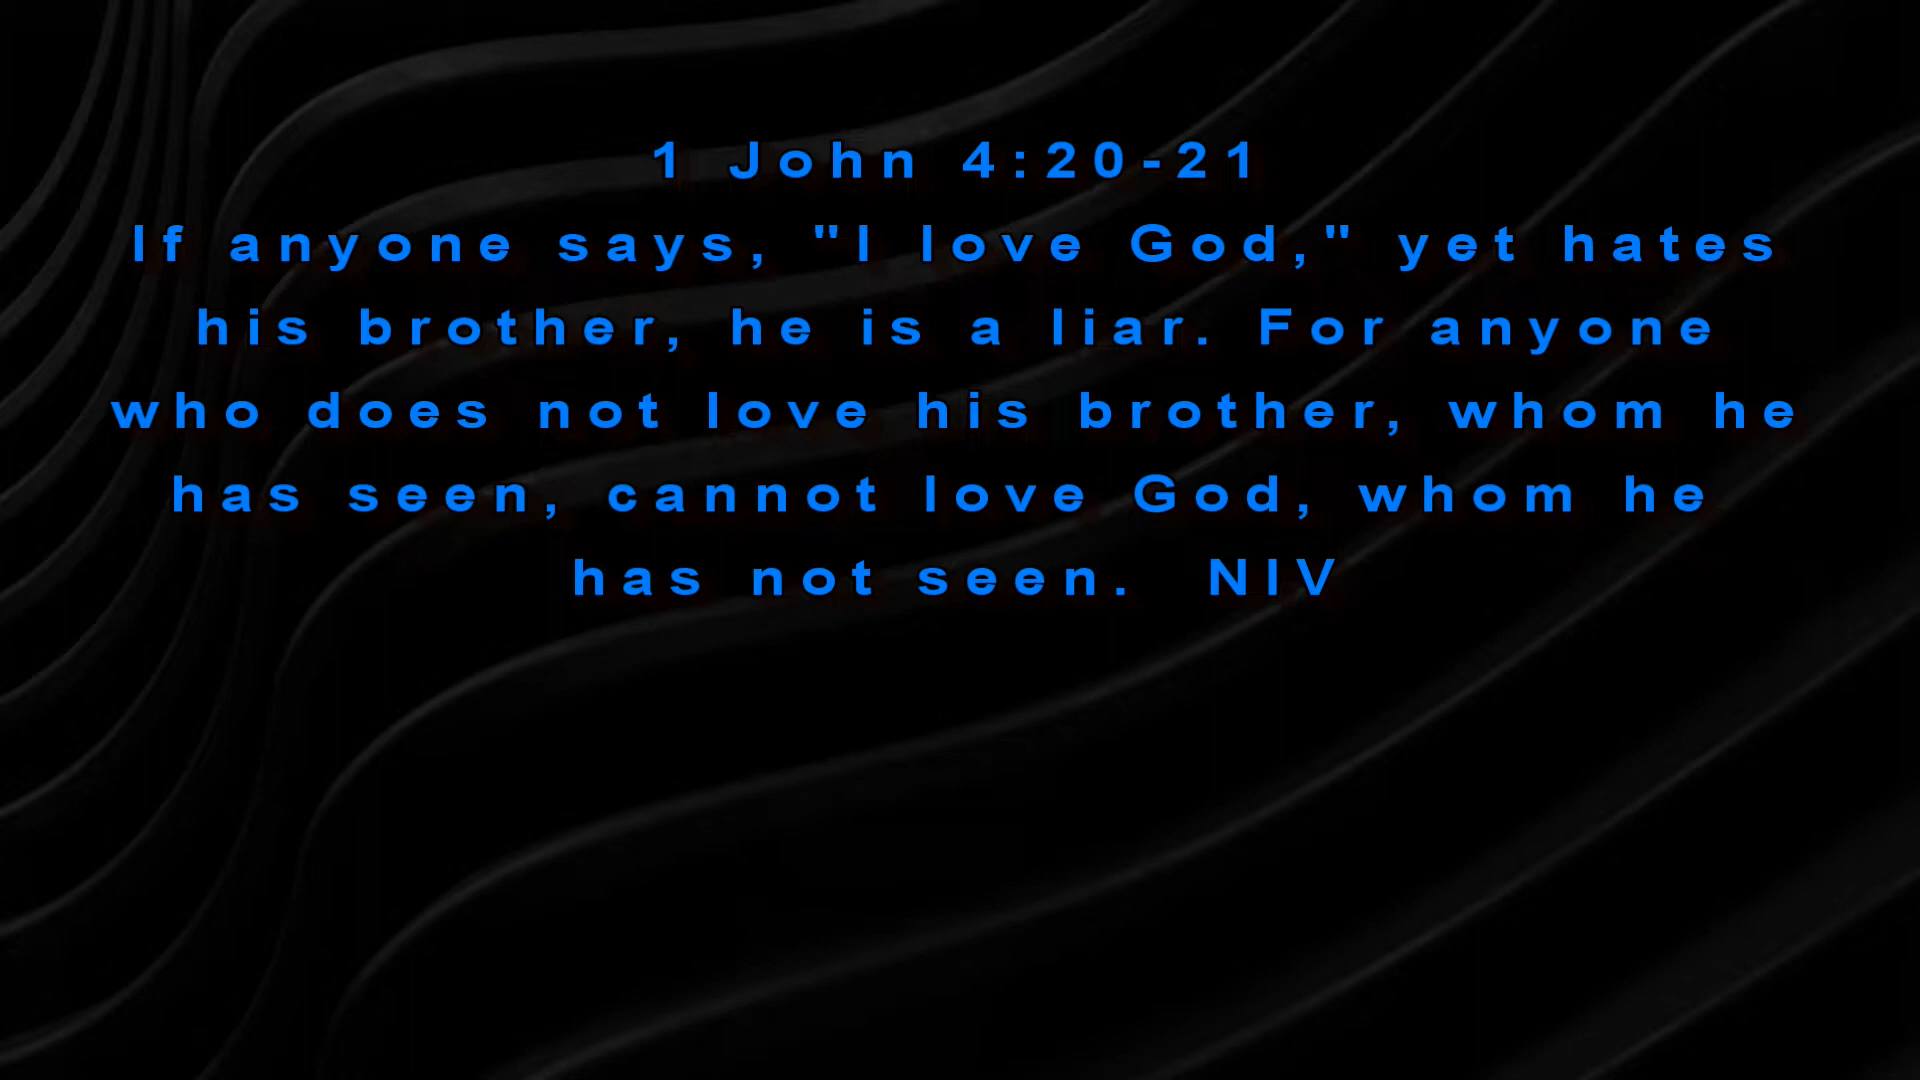 1 John 4:20-21
If anyone says, "I love God," yet hates
his brother, he is a liar. For anyone
who does not love his brother, whom he
has seen, cannot love God, whom he
has not seen.  NIV